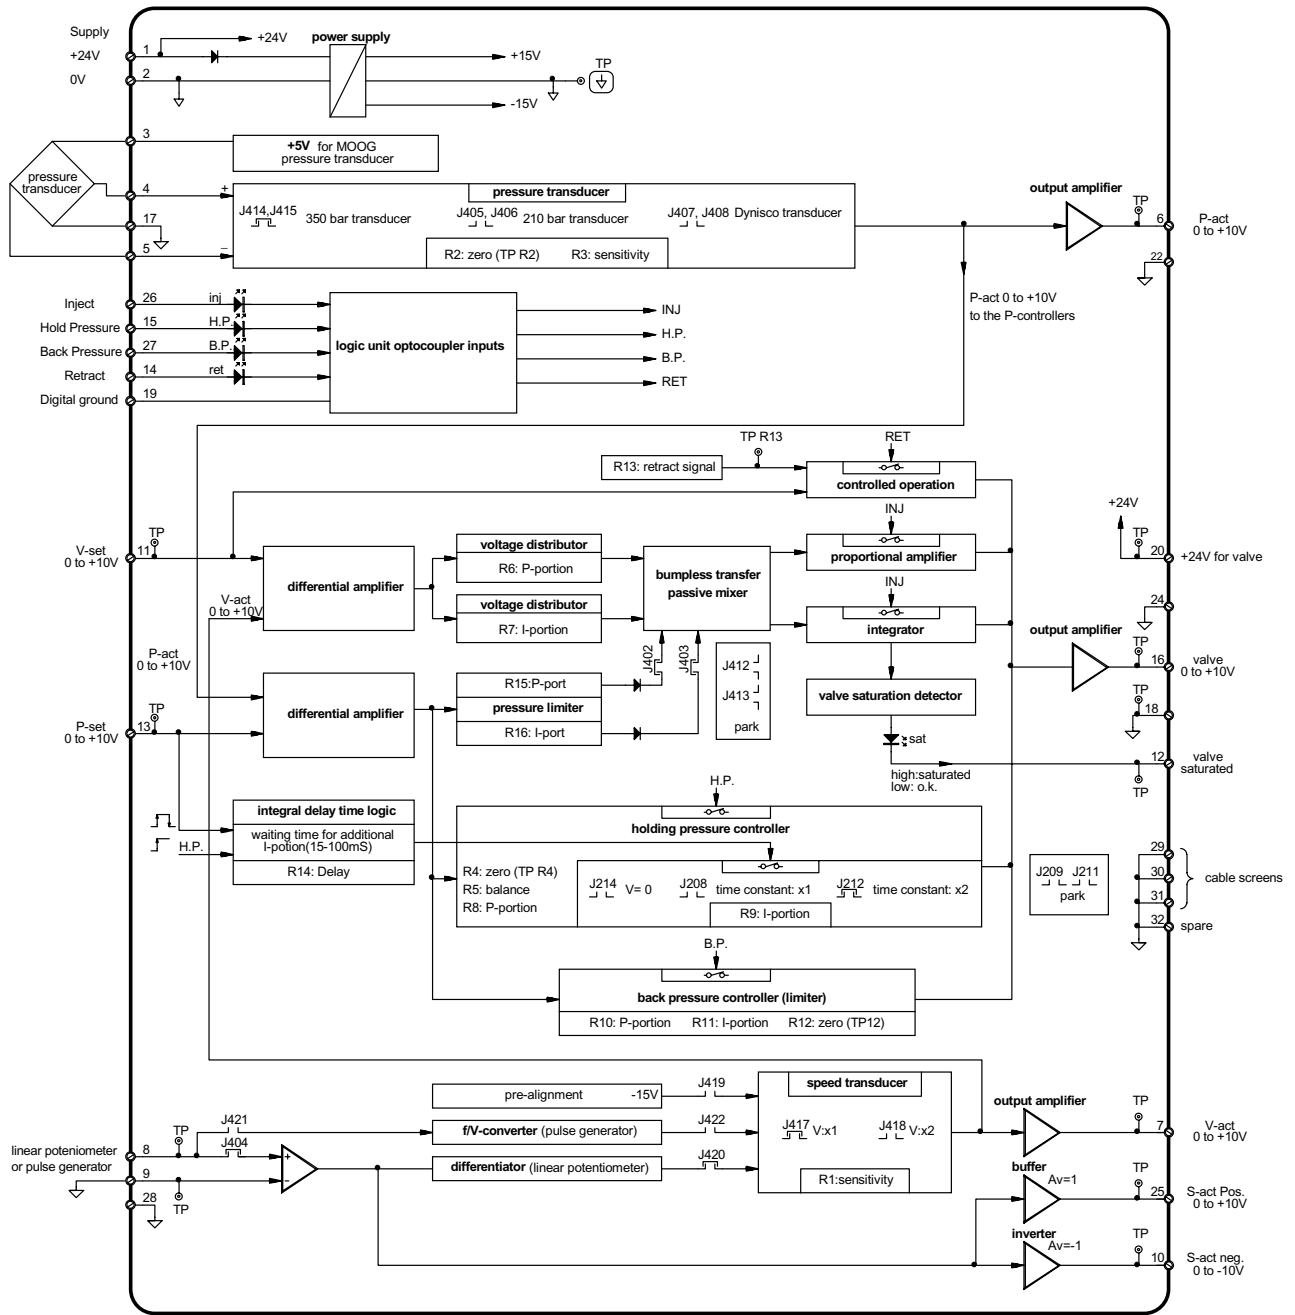 Supply
+24V
0V
1
2
+24V
power supply
+15V
-15V
TP
3
+5V for MOOG
pressure transducer
pressure
transducer
4
17
5
+
–
pressure transducer
J414,J415
350 bar transducer
J405, J406
210 bar transducer
J407, J408 Dynisco transducer
R2: zero (TP R2)
R3: sensitivity
output amplifier
TP
6
P-act
0 to +10V
22
P-act 0 to +10V
to the P-controllers
Inject
26
inj
Hold Pressure
15
H.P.
Back Pressure
27
B.P.
Retract
14
ret
Digital ground
19
logic unit optocoupler inputs
INJ
H.P.
B.P.
RET
TP R13
RET
R13: retract signal
controlled operation
+24V
TP
20
+24V for valve
24
V-set
0 to +10V
TP
11
differential amplifier
V-act
0 to +10V
voltage distributor
R6: P-portion
voltage distributor
R7: I-portion
bumpless transfer
passive mixer
INJ
proportional amplifier
INJ
integrator
output amplifier
TP
16
valve
0 to +10V
18
P-act
0 to +10V
P-set
0 to +10V
TP
13
differential amplifier
R15:P-port
pressure limiter
R16: I-port
J402
J403
J412
J413
park
valve saturation detector
sat
high:saturated
low: o.k.
12
TP
valve
saturated
integral delay time logic
waiting time for additional
I-potion(15-100mS)
R14: Delay
H.P.
H.P.
holding pressure controller
R4: zero (TP R4)
R5: balance
R8: P-portion
J214
V= 0
J208
time constant: x1
J212
time constant: x2
R9: I-portion
J209
J211
park
29
30
31
32
cable screens
spare
B.P.
back pressure controller (limiter)
R10: P-portion
R11: I-portion
R12: zero (TP12)
pre-alignment
-15V
J419
speed transducer
J417
V:x1
J418
V:x2
R1:sensitivity
f/V-converter (pulse generator)
J422
differentiator (linear potentiometer)
J420
linear poteniometer
or pulse generator
8
TP
J421
J404
+
–
9
TP
28
output amplifier
TP
7
V-act
0 to +10V
buffer
Av=1
TP
25
S-act Pos.
0 to +10V
inverter
Av=-1
TP
10
S-act neg.
0 to -10V